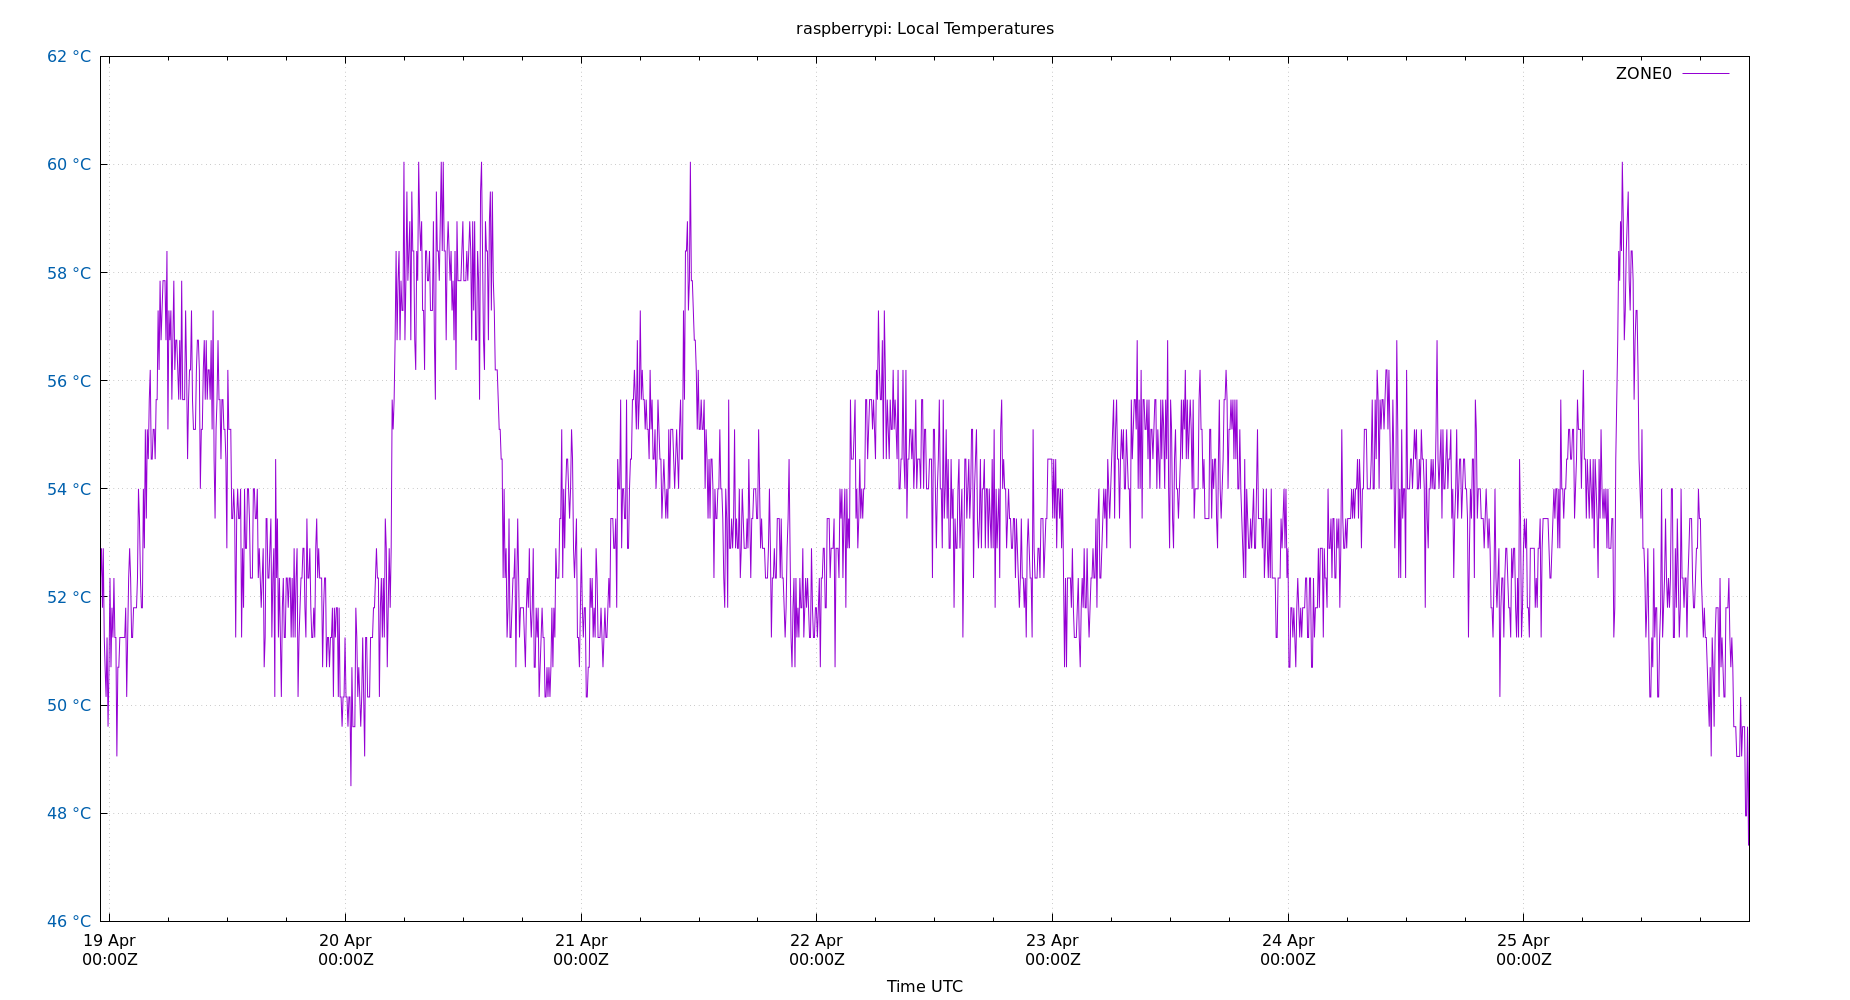 raspberrypi: Local Temperatures
62 °C
ZONE0
60 °C
58 °C
56 °C
54 °C
52 °C
50 °C
48 °C
46 °C
19 Apr 20 Apr 21 Apr 22 Apr 23 Apr 24 Apr 25 Apr
00:00Z 00:00Z 00:00Z 00:00Z 00:00Z 00:00Z 00:00Z
Time UTC